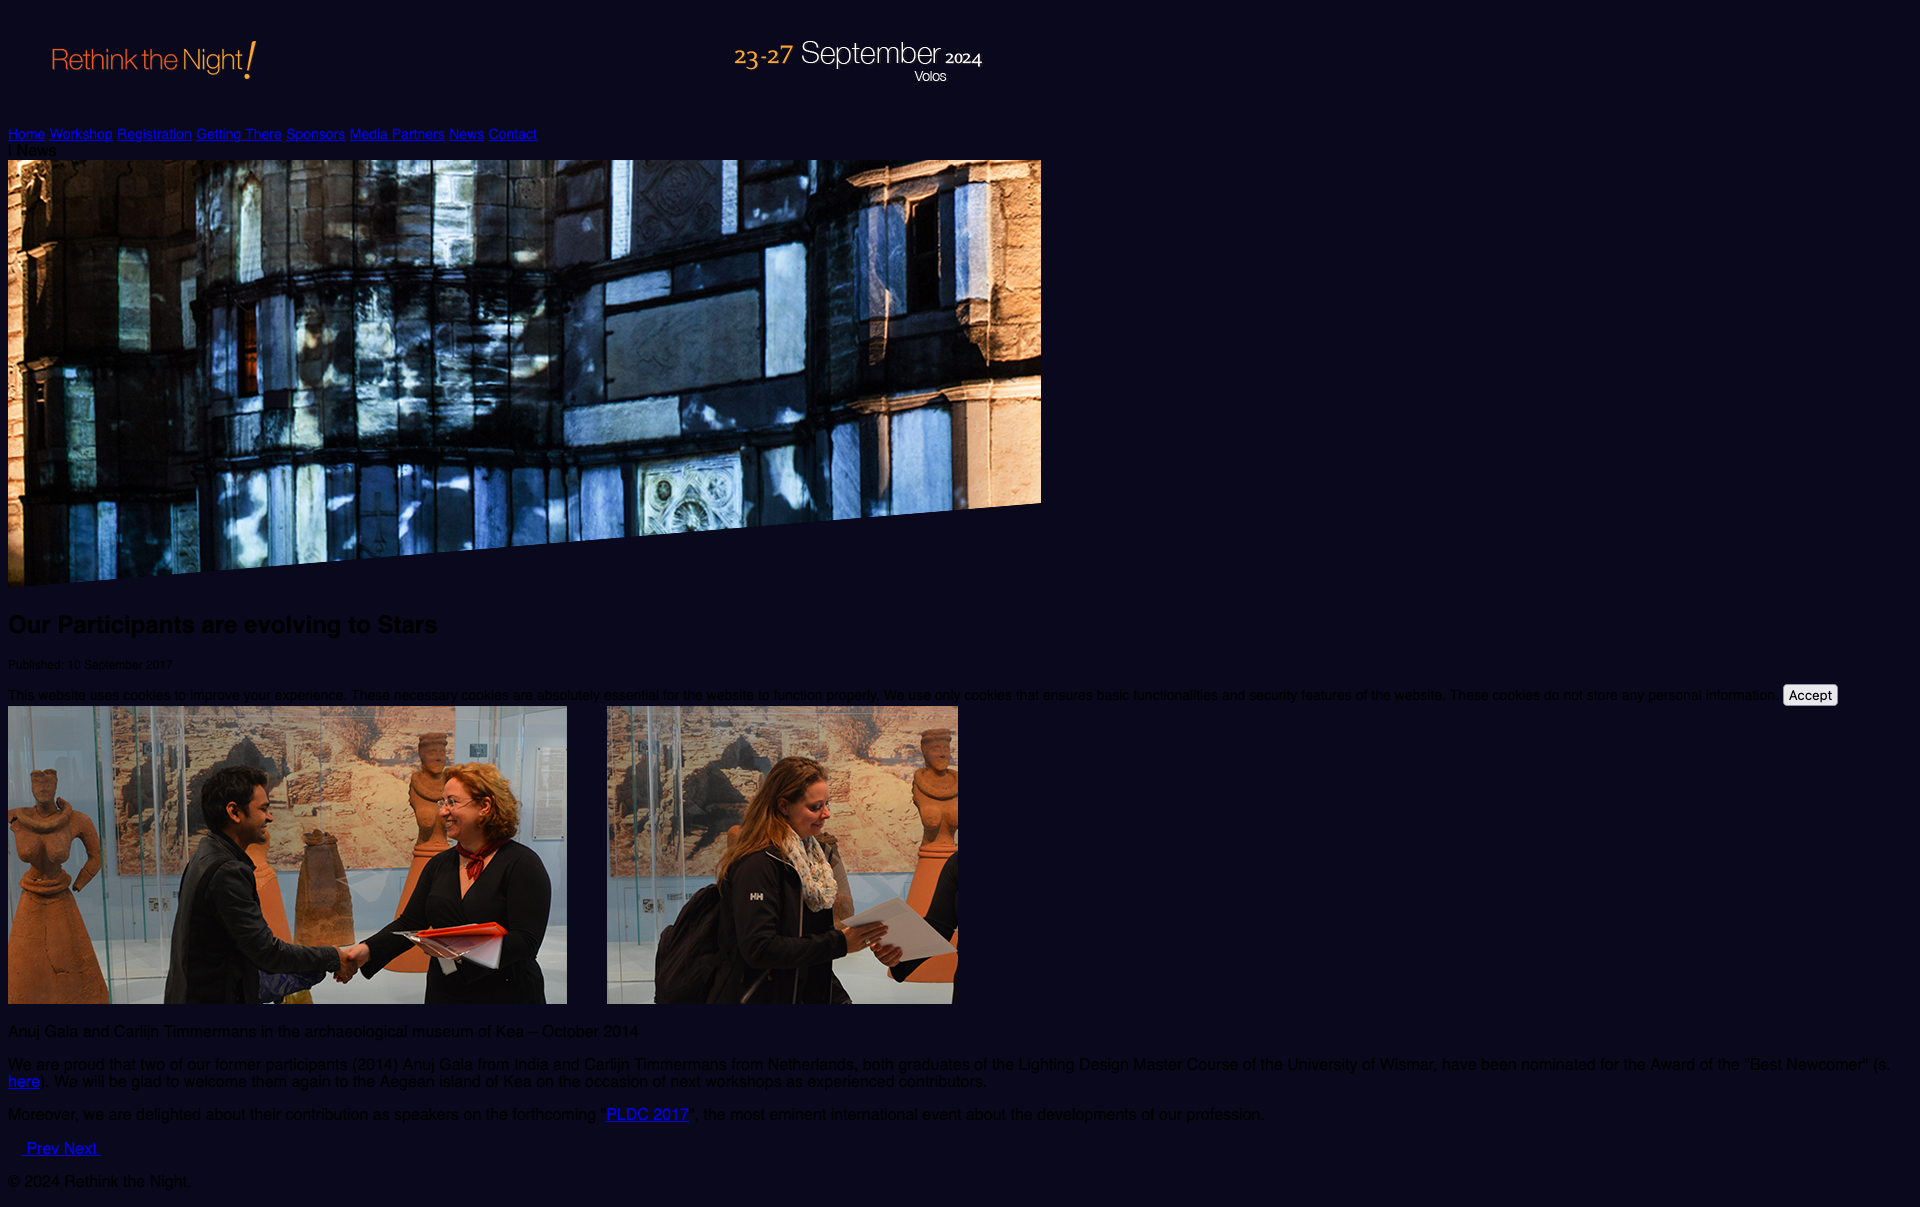 Rethink the Night!
23-27 September 2024
Volos
Home Workshop Registration Getting There Sponsors Media Partners News Contact
| News
Our Participants are evolving to Stars
Published: 10 September 2017
This website uses cookies to improve your experience. These necessary cookies are absolutely essential for the website to function properly. We use only cookies that ensures basic functionalities and security features of the website. These cookies do not store any personal information. Accept
HH
Anuj Gala and Carlijn Timmermans in the archaeological museum of Kea – October 2014
We are proud that two of our former participants (2014) Anuj Gala from India and Carlijn Timmermans from Netherlands, both graduates of the Lighting Design Master Course of the University of Wismar, have been nominated for the Award of the "Best Newcomer" (s.
here). We will be glad to welcome them again to the Aegean island of Kea on the occasion of next workshops as experienced contributors.
Moreover, we are delighted about their contribution as speakers on the forthcoming "PLDC 2017", the most eminent international event about the developments of our profession.
Prev Next
© 2024 Rethink the Night.